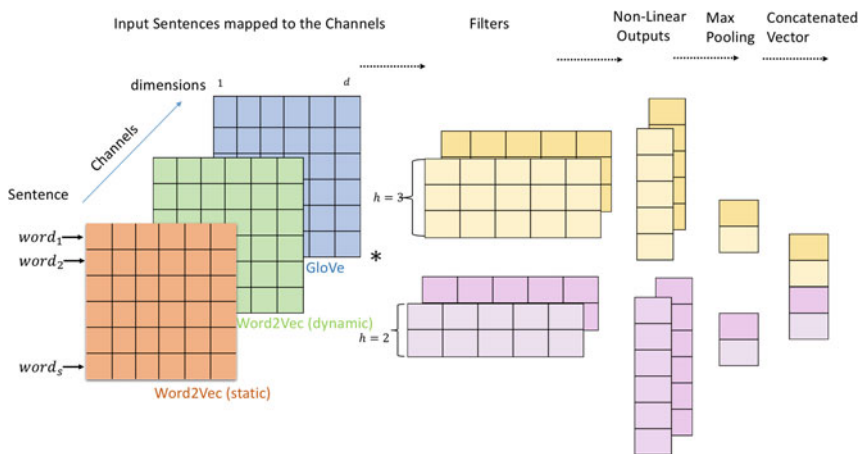 Input Sentences mapped to the Channels
Filters
Non-Linear
Outputs
Max
Pooling
Concatenated
Vector
dimensions
1
d
Channels
Sentence
word1
word2
words
h = 3
h = 2
*
GloVe
Word2Vec (dynamic)
Word2Vec (static)